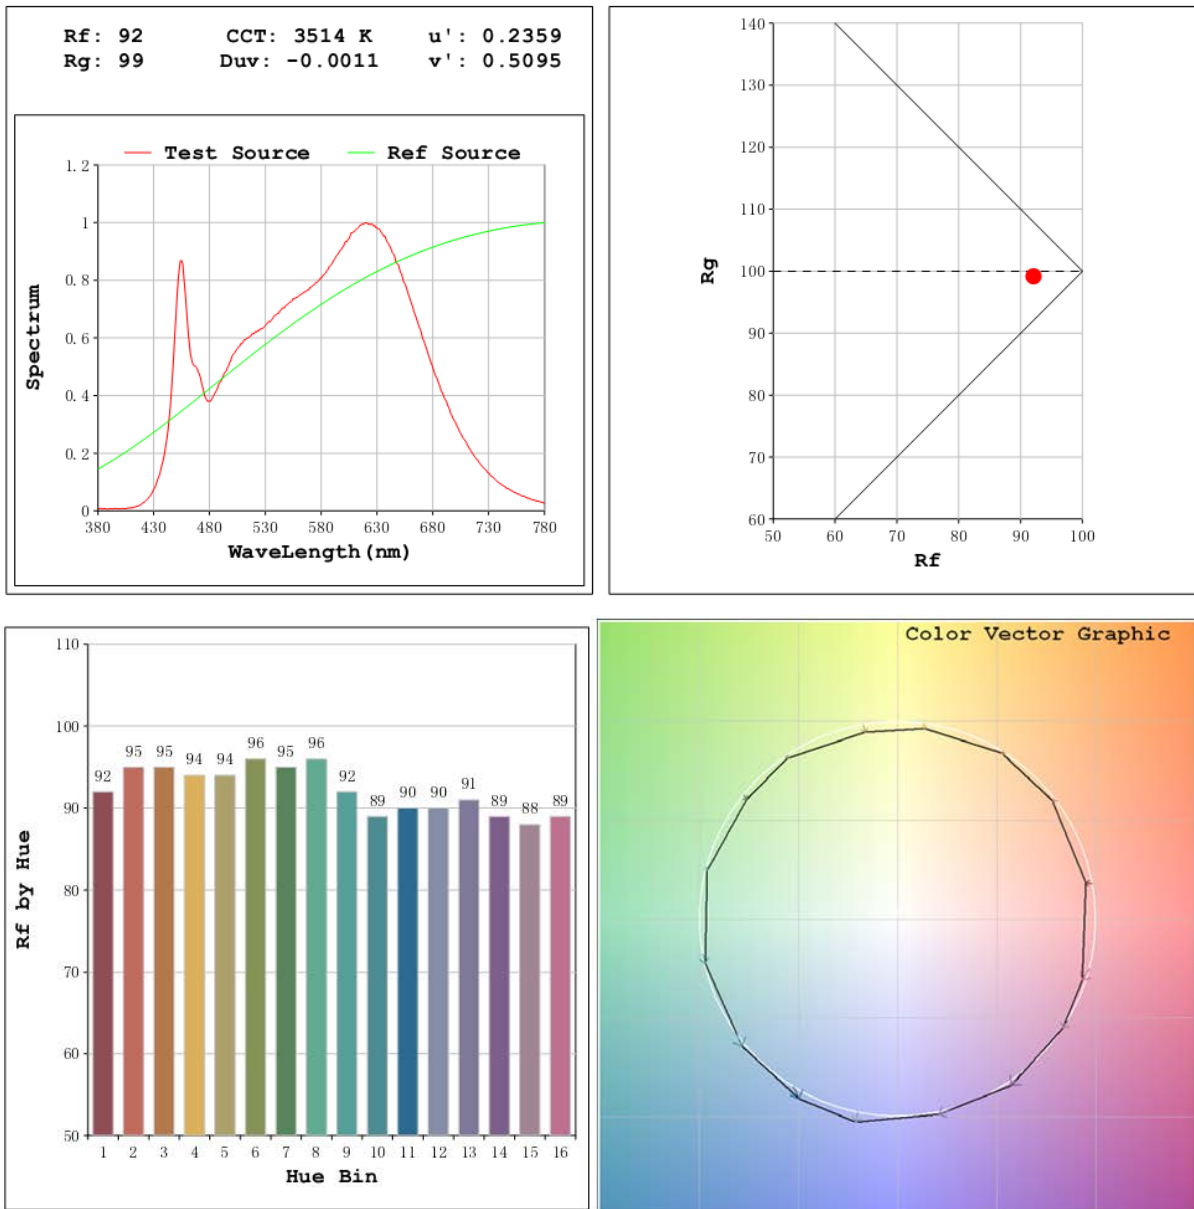 Rf: 92 CCT: 3514 K u': 0.2359
Rg: 99 Duv: -0.0011 v': 0.5095
Test Source Ref Source
1.2
1
0.8
0.6
0.4
0.2
0
Spectrum
380 430 480 530 580 630 680 730 780
WaveLength(nm)
140
130
120
110
100
90
80
70
60
Rg
50 60 70 80 90 100
Rf
110
100
90
80
70
60
50
Rf by Hue
92 95 95 94 94 96 95 96 92 89 90 90 91 89 88 89
1 2 3 4 5 6 7 8 9 10 11 12 13 14 15 16
Hue Bin
Color Vector Graphic